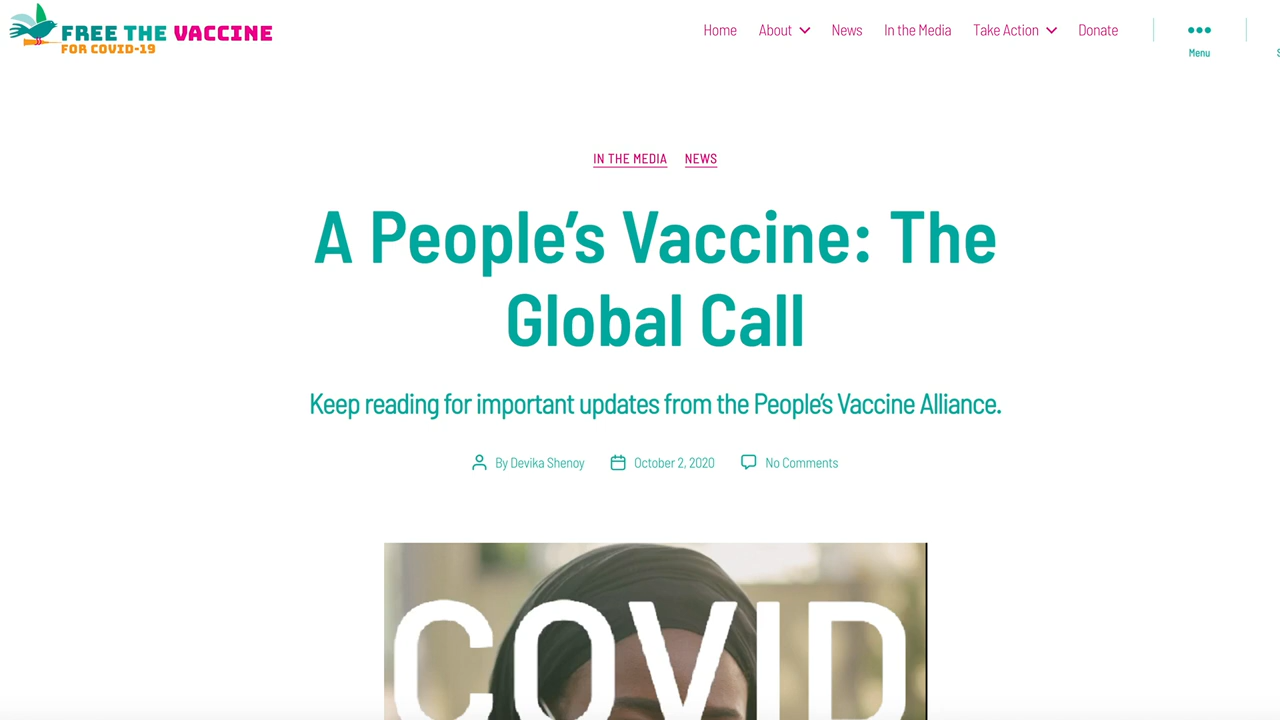 FREE THE VACCINE
FOR COVID-19
Home
About
News
In the Media
Take Action
Donate
Menu
IN THE MEDIA
NEWS
A People’s Vaccine: The
Global Call
Keep reading for important updates from the People’s Vaccine Alliance.
By Devika Shenoy
October 2, 2020
No Comments
COVID